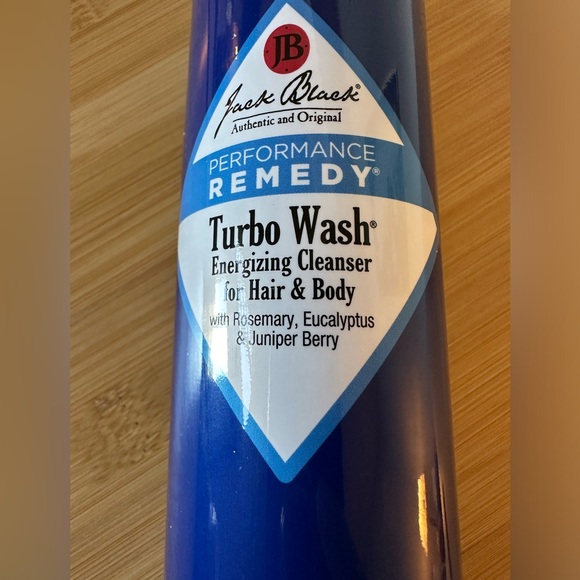 JB
Jack Black®
Authentic and Original
PERFORMANCE
REMEDY®
Turbo Wash®
Energizing Cleanser
for Hair & Body
with Rosemary, Eucalyptus
& Juniper Berry